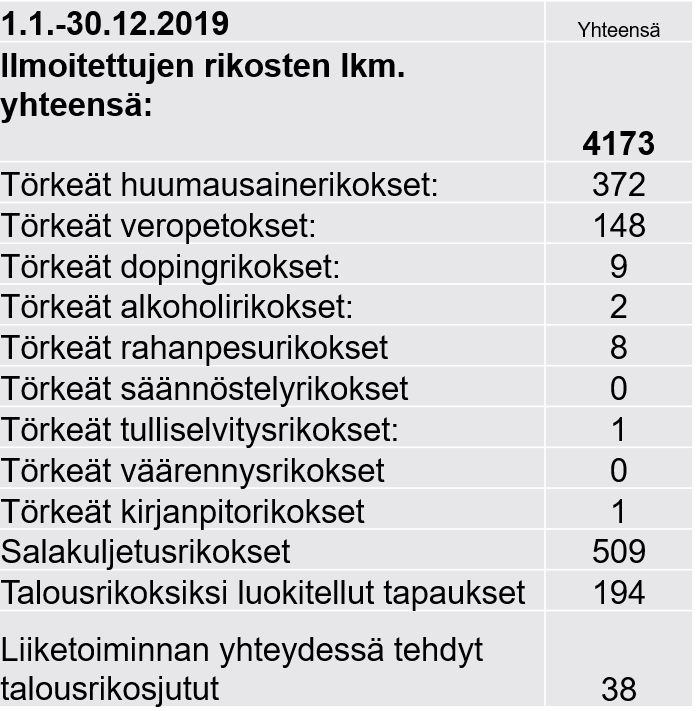 1.1.-30.12.2019 Yhteensä
Ilmoitettujen rikosten lkm.
yhteensä:
4173
Törkeät huumausainerikokset: 372
Törkeät veropetokset: 148
Törkeät dopingrikokset: 9
Törkeät alkoholirikokset: 2
Törkeät rahanpesurikokset 8
Törkeät säännöstelyrikokset 0
Törkeät tulliselvitysrikokset: 1
Törkeät väärennysrikokset 0
Törkeät kirjanpitorikokset 1
Salakuljetusrikokset 509
Talousrikoksiksi luokitellut tapaukset 194
Liiketoiminnan yhteydessä tehdyt
talousrikosjutut 38